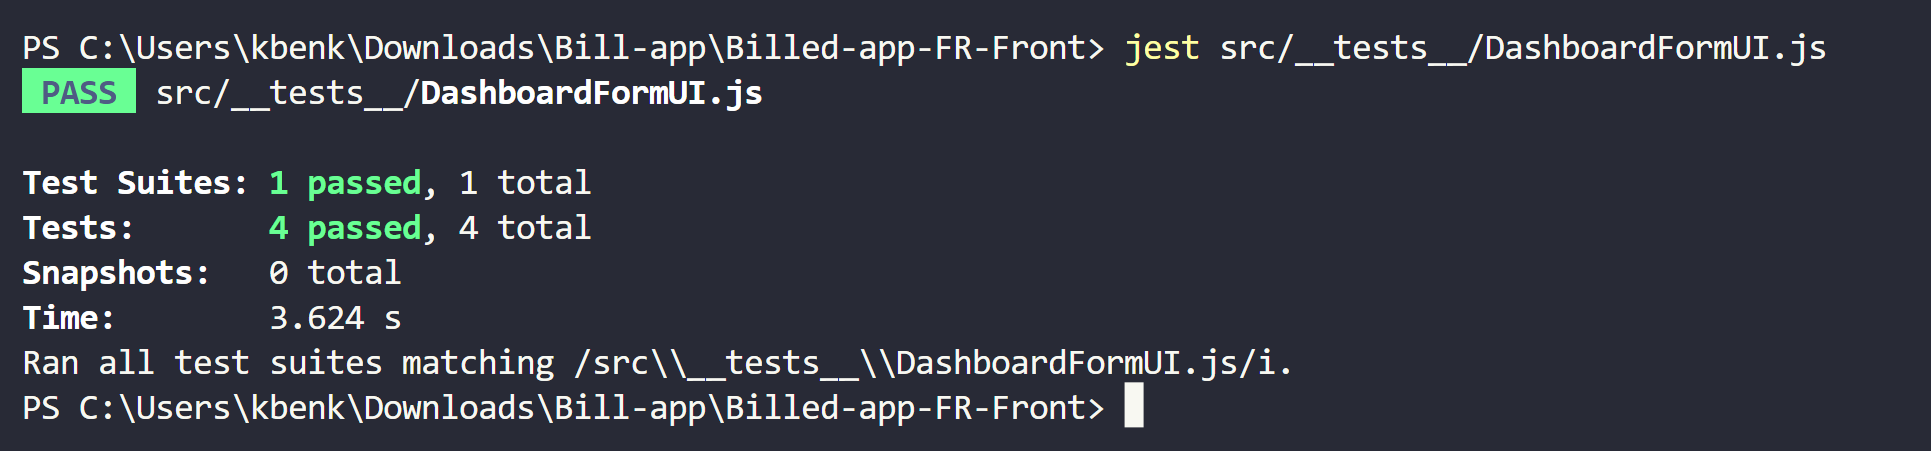 PS C:\Users\kbenk\Downloads\Bill-app\Billed-app-FR-Front> jest src/__tests__/DashboardFormUI.js
PASS src/__tests__/DashboardFormUI.js
Test Suites: 1 passed, 1 total
Tests: 4 passed, 4 total
Snapshots: 0 total
Time: 3.624 s
Ran all test suites matching /src\\__tests__\\DashboardFormUI.js/i.
PS C:\Users\kbenk\Downloads\Bill-app\Billed-app-FR-Front>